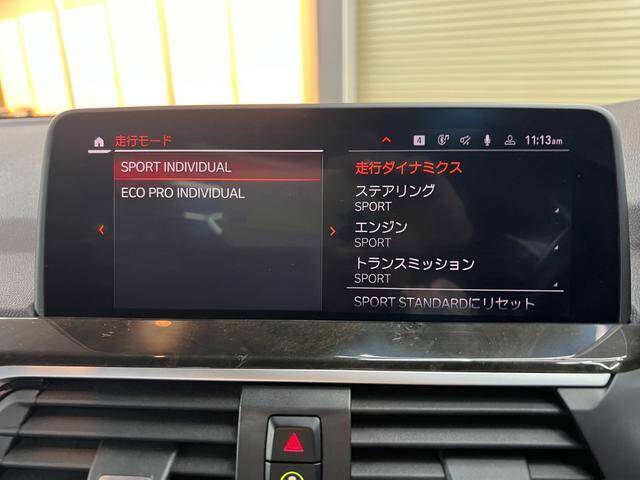 走行モード
4
11:13am
SPORT INDIVIDUAL
ECO PRO INDIVIDUAL
走行ダイナミクス
ステアリング
SPORT
エンジン
SPORT
トランスミッション
SPORT
SPORT STANDARDにリセット